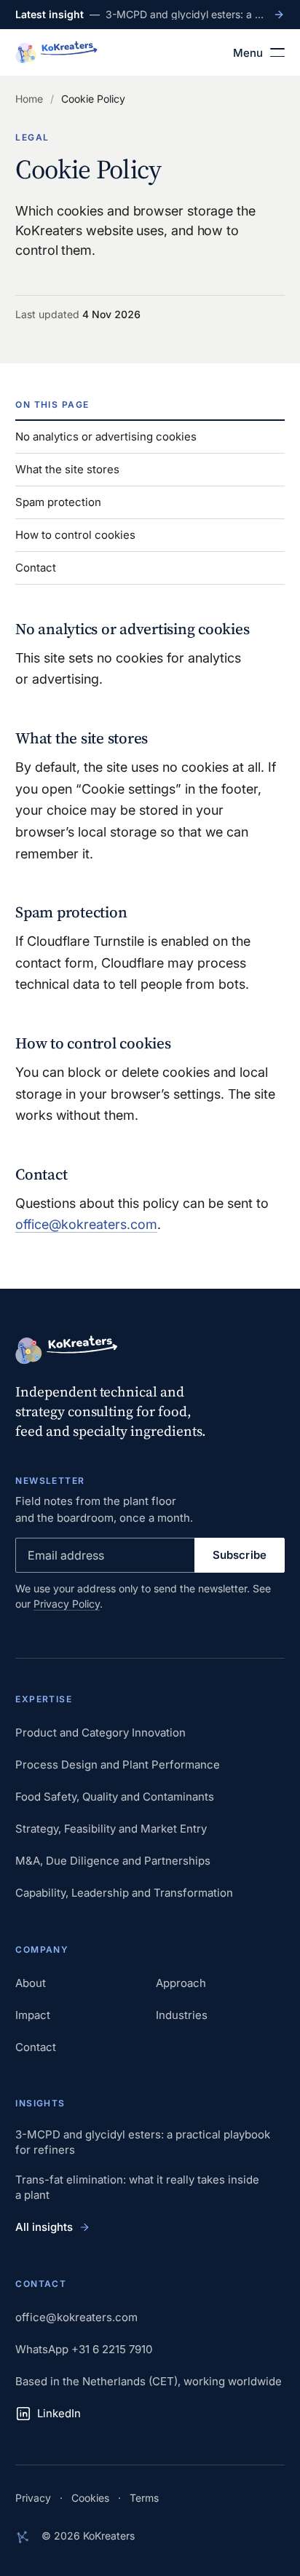 Latest insight — 3-MCPD and glycidyl esters: a ... →
KoKreaters
Menu
Home / Cookie Policy
LEGAL
Cookie Policy
Which cookies and browser storage the
KoKreaters website uses, and how to
control them.
Last updated 4 Nov 2026
ON THIS PAGE
No analytics or advertising cookies
What the site stores
Spam protection
How to control cookies
Contact
No analytics or advertising cookies
This site sets no cookies for analytics
or advertising.
What the site stores
By default, the site uses no cookies at all. If
you open “Cookie settings” in the footer,
your choice may be stored in your
browser’s local storage so that we can
remember it.
Spam protection
If Cloudflare Turnstile is enabled on the
contact form, Cloudflare may process
technical data to tell people from bots.
How to control cookies
You can block or delete cookies and local
storage in your browser’s settings. The site
works without them.
Contact
Questions about this policy can be sent to
office@kokreaters.com.
KoKreaters
Independent technical and
strategy consulting for food,
feed and specialty ingredients.
NEWSLETTER
Field notes from the plant floor
and the boardroom, once a month.
Email address
Subscribe
We use your address only to send the newsletter. See
our Privacy Policy.
EXPERTISE
Product and Category Innovation
Process Design and Plant Performance
Food Safety, Quality and Contaminants
Strategy, Feasibility and Market Entry
M&A, Due Diligence and Partnerships
Capability, Leadership and Transformation
COMPANY
About
Approach
Impact
Industries
Contact
INSIGHTS
3-MCPD and glycidyl esters: a practical playbook
for refiners
Trans-fat elimination: what it really takes inside
a plant
All insights →
CONTACT
office@kokreaters.com
WhatsApp +31 6 2215 7910
Based in the Netherlands (CET), working worldwide
LinkedIn
Privacy · Cookies · Terms
© 2026 KoKreaters